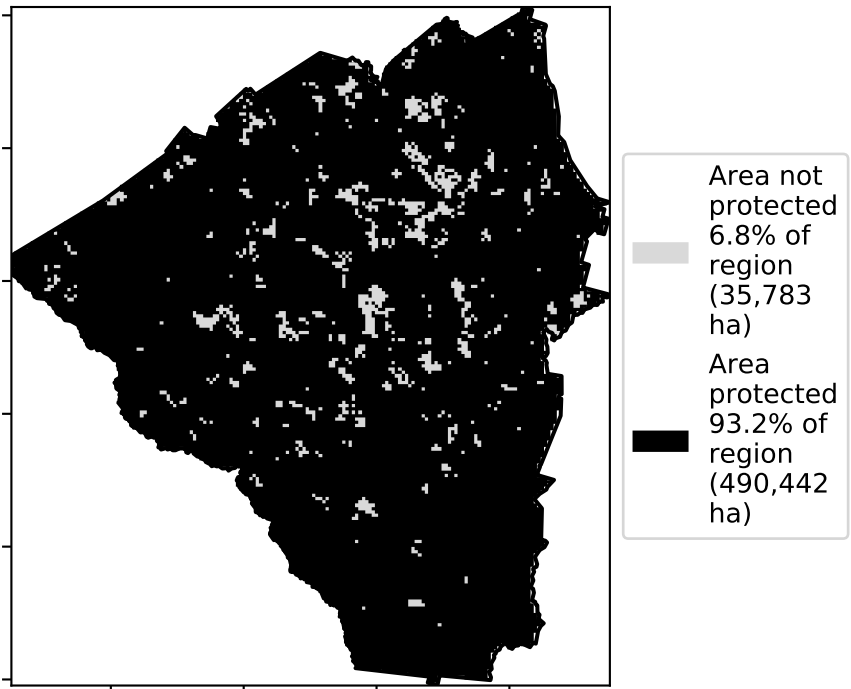 Area not
protected
6.8% of
region
(35,783
ha)
Area
protected
93.2% of
region
(490,442
ha)